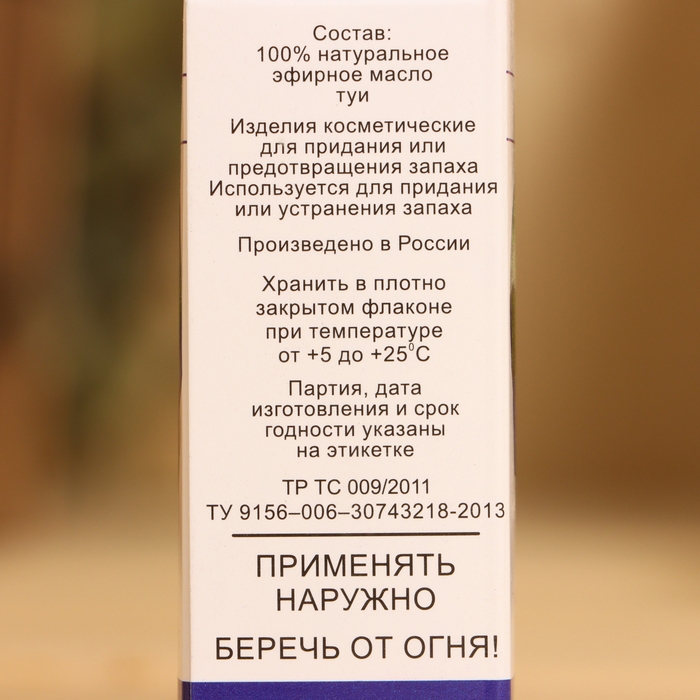 Состав:
100% натуральное
эфирное масло
туи
Изделия косметические
для придания или
предотвращения запаха
Используется для придания
или устранения запаха
Произведено в России
Хранить в плотно
закрытом флаконе
при температуре
от +5 до +25⁰С
Партия, дата
изготовления и срок
годности указаны
на этикетке
ТР ТС 009/2011
ТУ 9156–006–30743218-2013
ПРИМЕНЯТЬ
НАРУЖНО
БЕРЕЧЬ ОТ ОГНЯ!